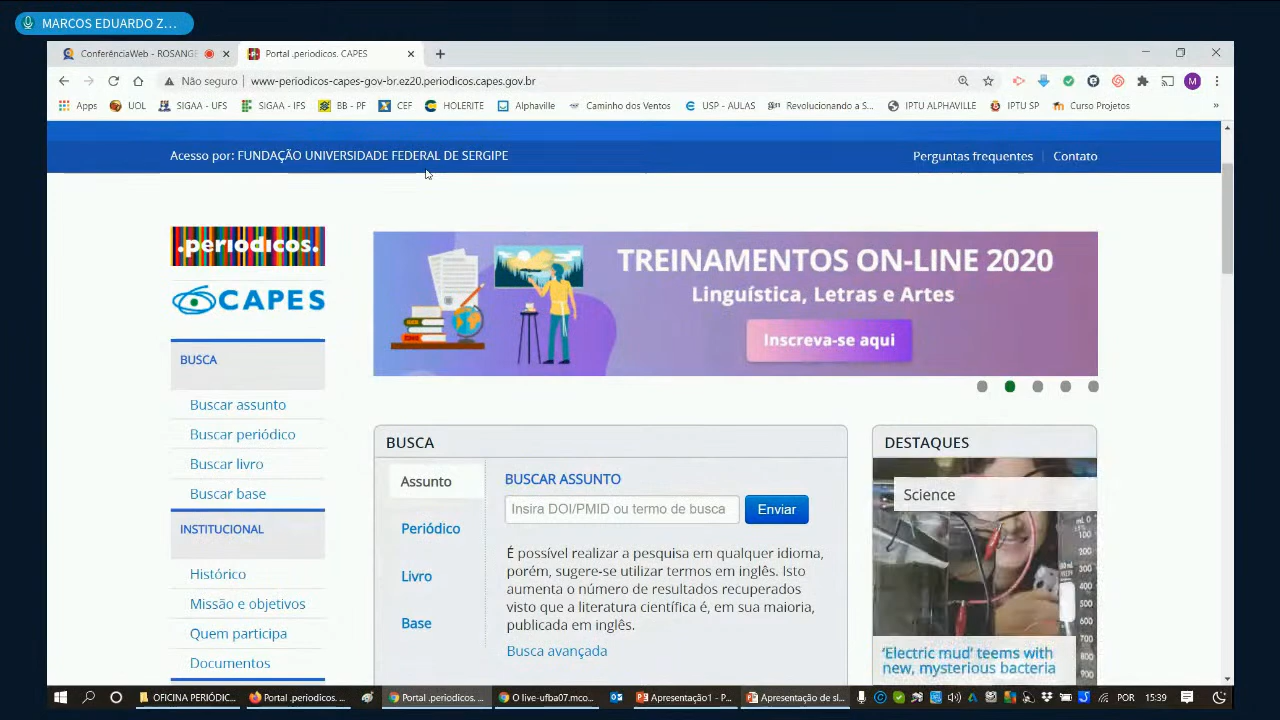 MARCOS EDUARDO Z...
ConferênciaWeb - ROSANGE
Portal .periodicos. CAPES
Não seguro
www-periodicos-capes-gov-br.ez20.periodicos.capes.gov.br
M
Apps
UOL
SIGAA - UFS
SIGAA - IFS
BB - PF
CEF
HOLERITE
Alphaville
Caminho dos Ventos
USP - AULAS
Revolucionando a S...
IPTU ALPHAVILLE
IPTU SP
Curso Projetos
»
Acesso por: FUNDAÇÃO UNIVERSIDADE FEDERAL DE SERGIPE
Perguntas frequentes
Contato
.periodicos.
CAPES
TREINAMENTOS ON-LINE 2020
Linguística, Letras e Artes
Inscreva-se aqui
BUSCA
Buscar assunto
Buscar periódico
Buscar livro
Buscar base
INSTITUCIONAL
Histórico
Missão e objetivos
Quem participa
Documentos
BUSCA
Assunto
Periódico
Livro
Base
BUSCAR ASSUNTO
Insira DOI/PMID ou termo de busca
Enviar
É possível realizar a pesquisa em qualquer idioma,
porém, sugere-se utilizar termos em inglês. Isto
aumenta o número de resultados recuperados
visto que a literatura científica é, em sua maioria,
publicada em inglês.
Busca avançada
DESTAQUES
Science
'Electric mud' teems with
new, mysterious bacteria
OFICINA PERIÓDIC...
Portal .periodicos. ...
Portal .periodicos. ...
O live-ufba07.mco...
Apresentação1 - P...
Apresentação de sl...
POR
15:39